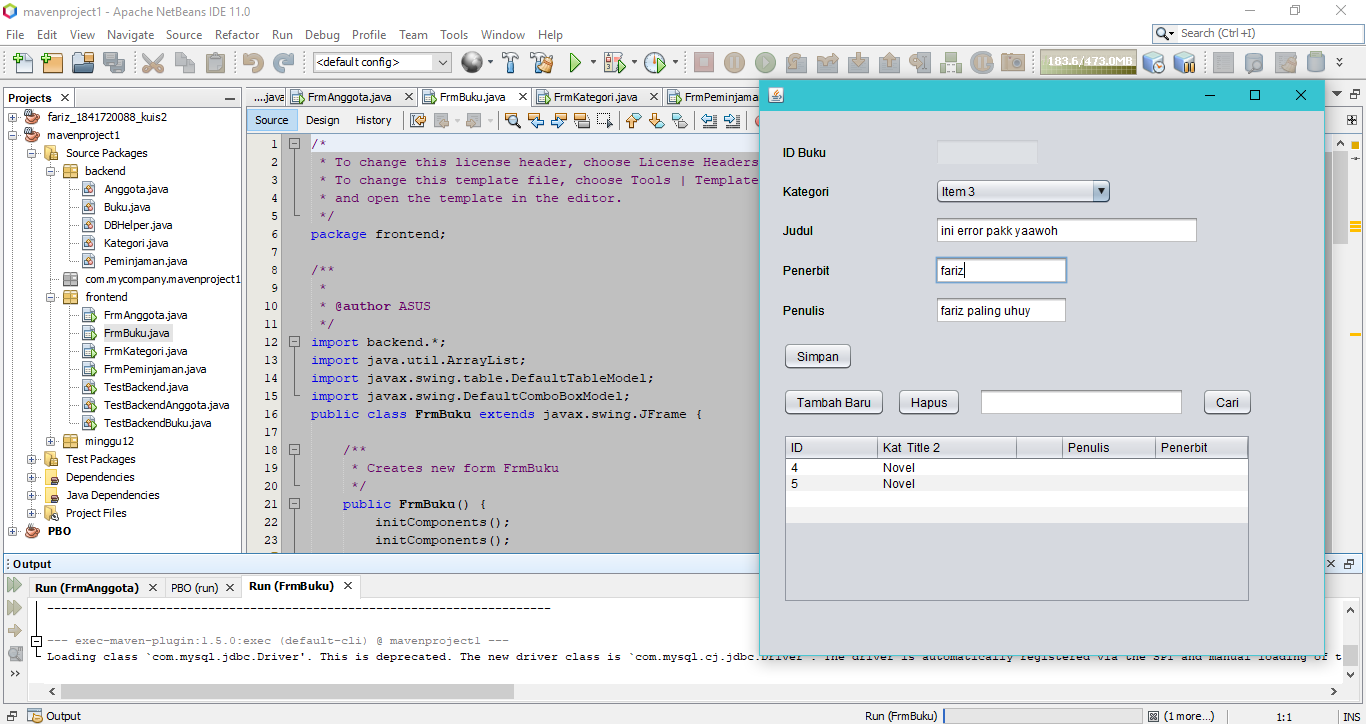 mavenproject1 - Apache NetBeans IDE 11.0
File Edit View Navigate Source Refactor Run Debug Profile Team Tools Window Help
Search (Ctrl +I)
<default config>
183.6/473.0MB
Projects
fariz_1841720088_kuis2
mavenproject1
Source Packages
backend
Anggota.java
Buku.java
DBHelper.java
Kategori.java
Peminjaman.java
com.mycompany.mavenproject1
frontend
FrmAnggota.java
FrmBuku.java
FrmKategori.java
FrmPeminjaman.java
TestBackend.java
TestBackendAnggota.java
TestBackendBuku.java
minggu12
Test Packages
Dependencies
Java Dependencies
Project Files
PBO
....java FrmAnggota.java FrmBuku.java FrmKategori.java FrmPeminjama
Source Design History
1 /*
2 * To change this license header, choose License Headers
3 * To change this template file, choose Tools | Template
4 * and open the template in the editor.
5 */
6 package frontend;
7
8 /**
9 *
10 * @author ASUS
11 */
12 import backend.*;
13 import java.util.ArrayList;
14 import javax.swing.table.DefaultTableModel;
15 import javax.swing.DefaultComboBoxModel;
16 public class FrmBuku extends javax.swing.JFrame {
17
18 /**
19 * Creates new form FrmBuku
20 */
21 public FrmBuku() {
22 initComponents();
23 initComponents();
ID Buku
Kategori Item 3
Judul ini error pakk yaawoh
Penerbit fariz
Penulis fariz paling uhuy
Simpan
Tambah Baru Hapus Cari
ID Kat Title 2 Penulis Penerbit
4 Novel
5 Novel
Output
Run (FrmAnggota) PBO (run) Run (FrmBuku)
------------------------------------------------------------------------
--- exec-maven-plugin:1.5.0:exec (default-cli) @ mavenproject1 ---
Loading class `com.mysql.jdbc.Driver'. This is deprecated. The new driver class is `com.mysql.cj.jdbc.Driver'. The driver is automatically registered via the SPI and manual loading of t
Output Run (FrmBuku) (1 more...) 1:1 INS